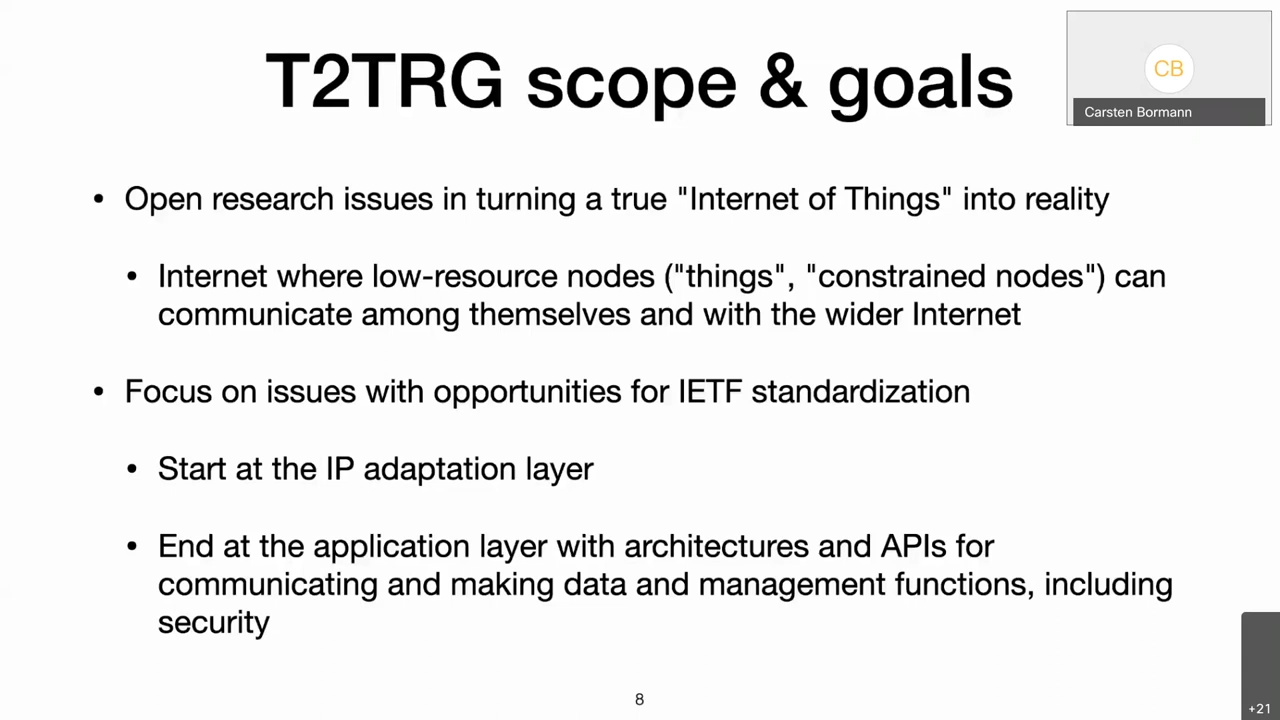 T2TRG scope & goals
CB
Carsten Bormann
• Open research issues in turning a true "Internet of Things" into reality
• Internet where low-resource nodes ("things", "constrained nodes") can
communicate among themselves and with the wider Internet
• Focus on issues with opportunities for IETF standardization
• Start at the IP adaptation layer
• End at the application layer with architectures and APIs for
communicating and making data and management functions, including
security
8
+21